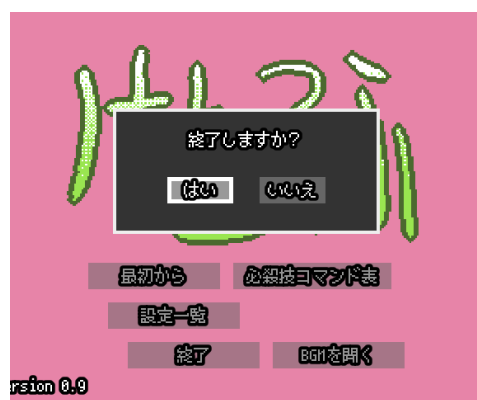 終了しますか?
はい いいえ
最初から 必殺技コマンド表
設定一覧
終了 BGMを聞く
ersion 0.9